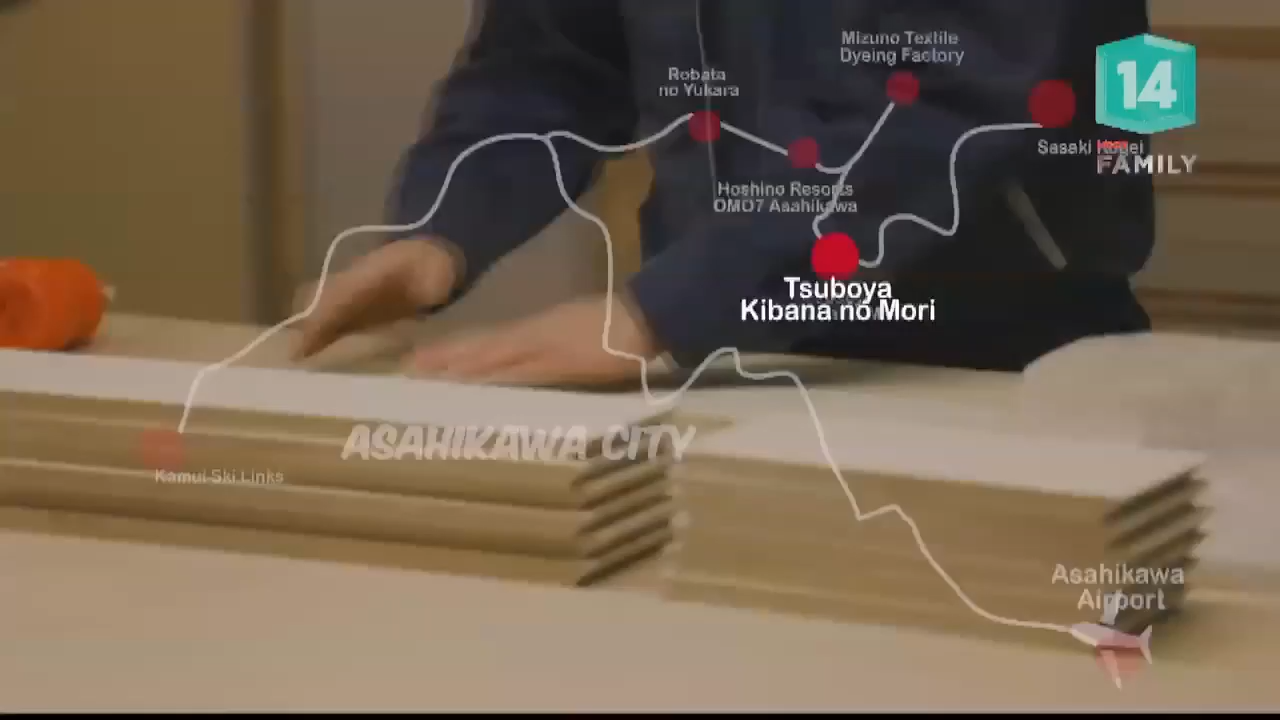 Mizuno Textile
Dyeing Factory
14
FAMILY
Robata
no Yukara
Sasaki Kogei
Hoshino Resorts
OMO7 Asahikawa
Tsuboya
Kibana no Mori
ASAHIKAWA CITY
Kamui Ski Links
Asahikawa
Airport